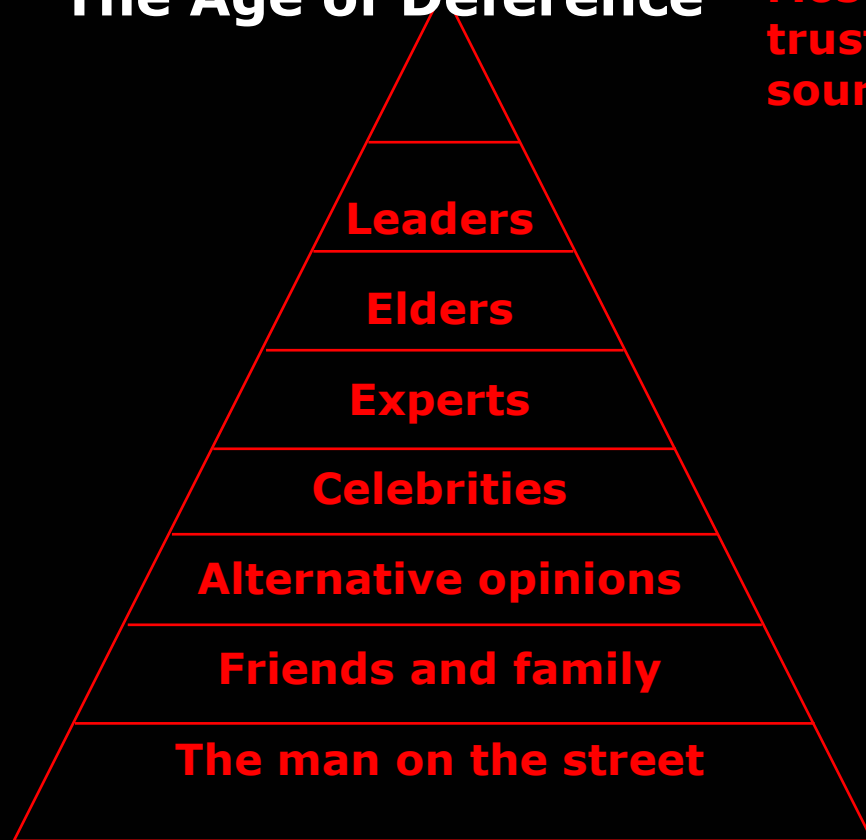 The Age of Deference
Leaders
Elders
Experts
Celebrities
Alternative opinions
Friends and family
The man on the street